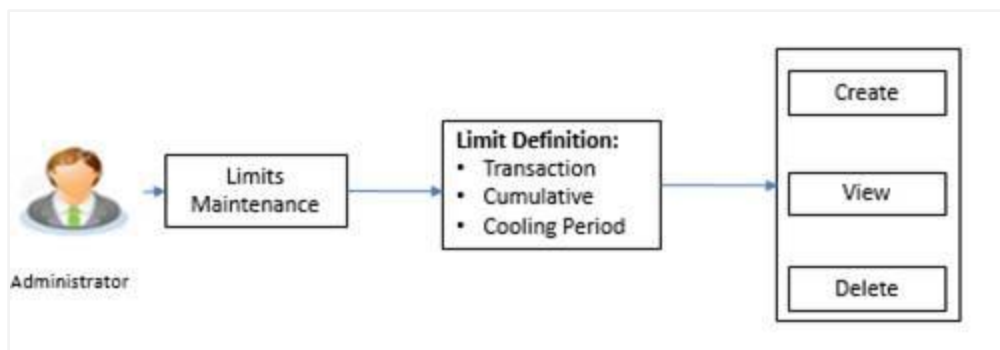 Administrator
Limits
Maintenance
Limit Definition:
• Transaction
• Cumulative
• Cooling Period
Create
View
Delete